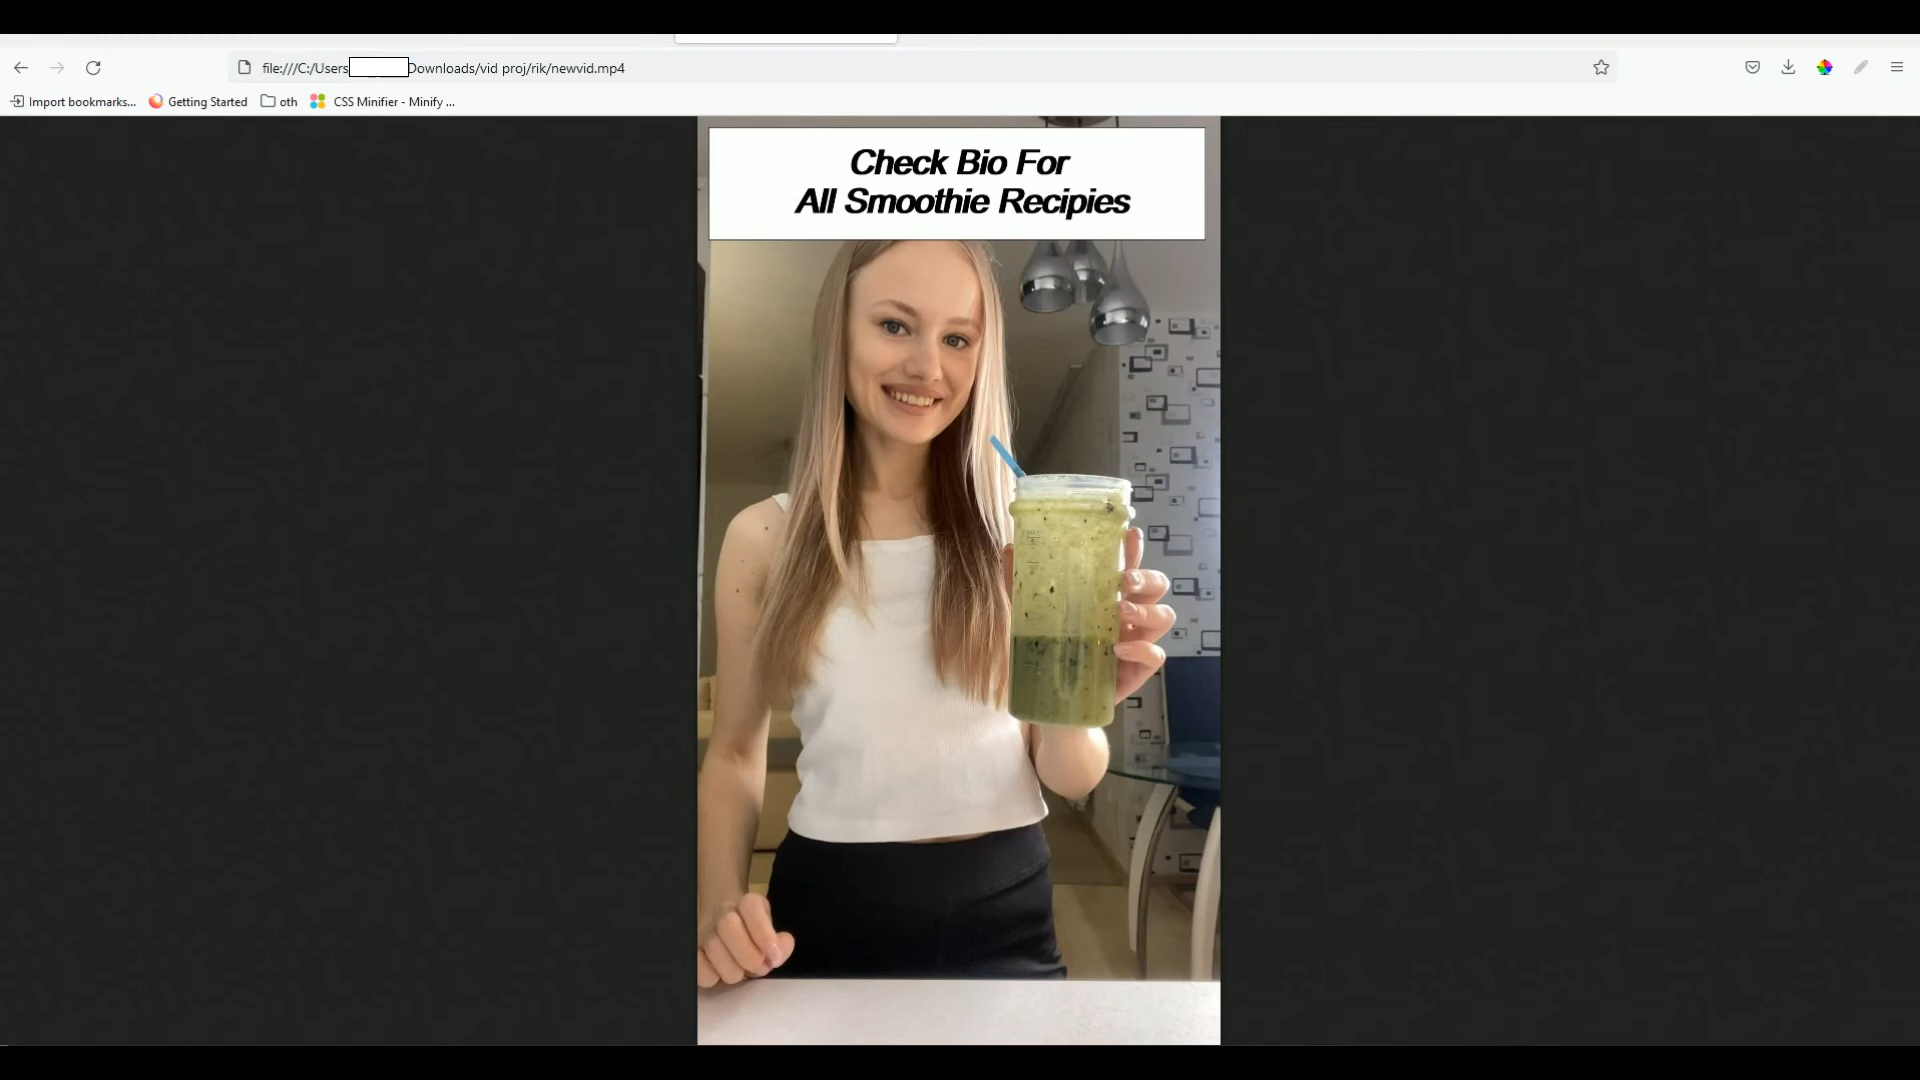 file:///C:/Users Downloads/vid proj/rik/newvid.mp4
Import bookmarks... Getting Started oth CSS Minifier - Minify ...
Check Bio For
All Smoothie Recipies